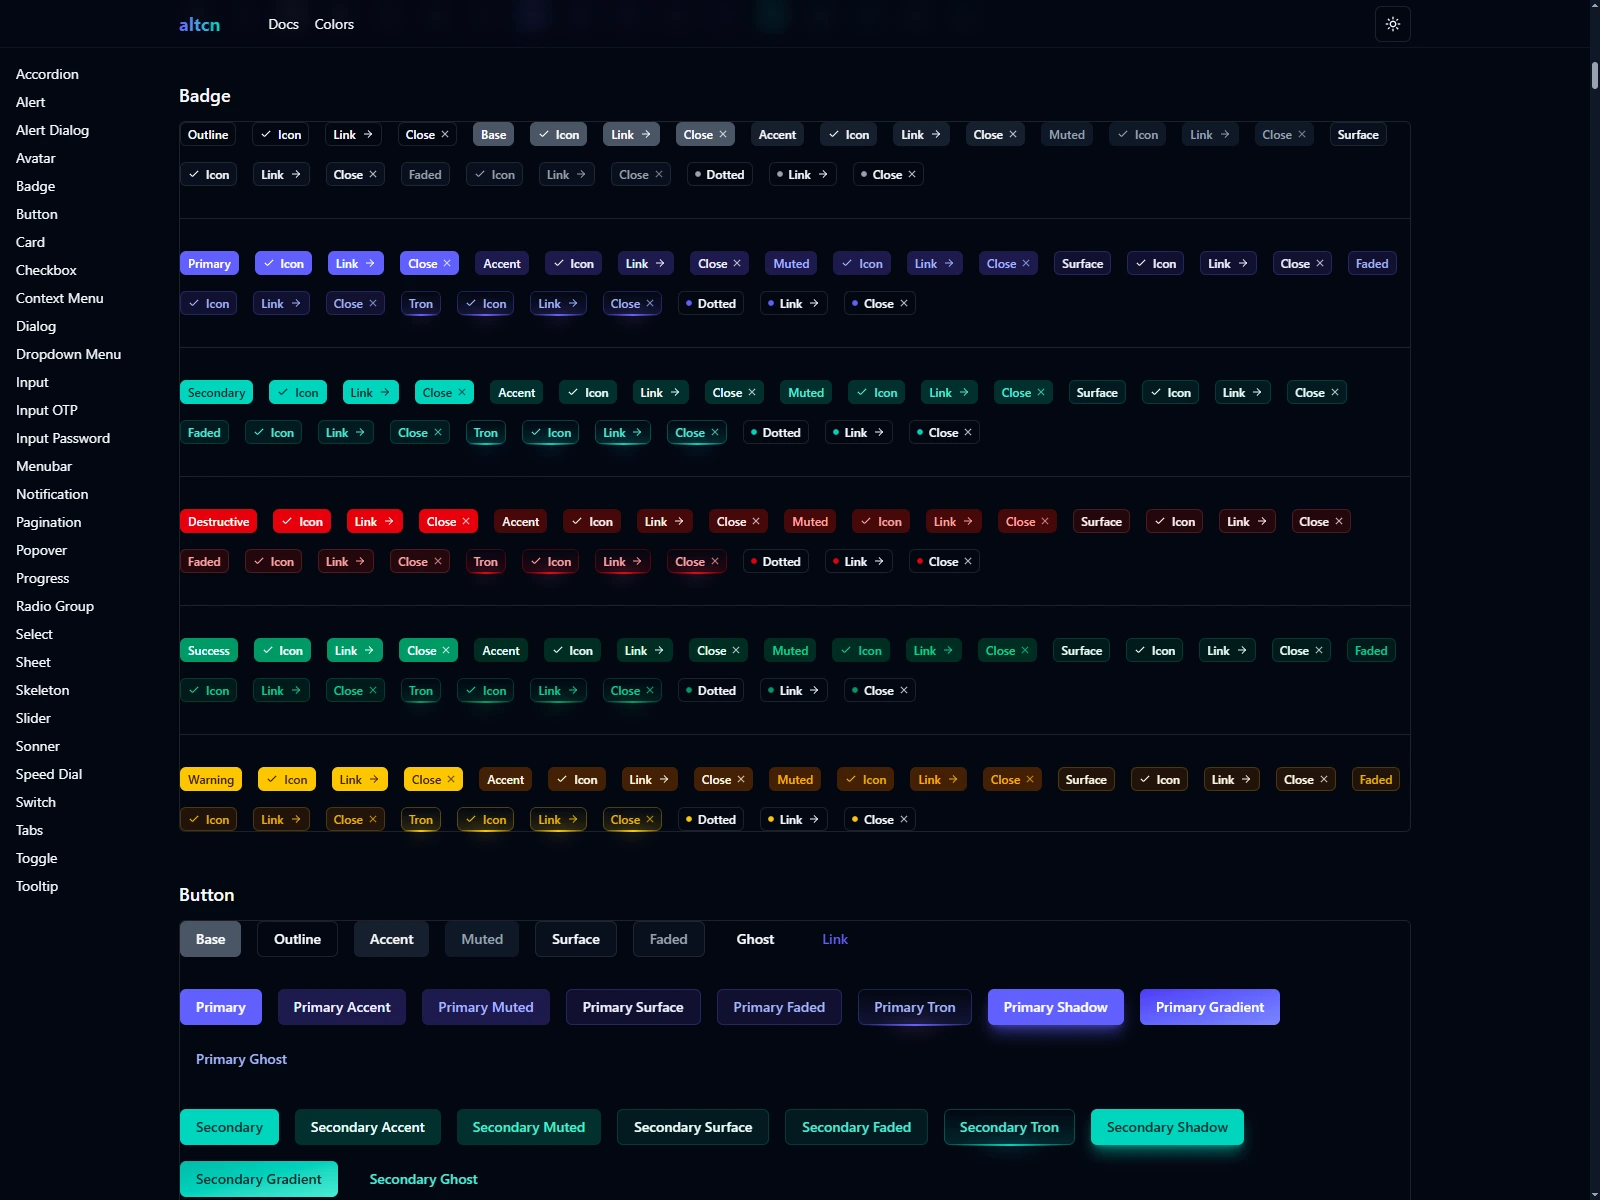 altcn Docs Colors
Accordion
Alert
Alert Dialog
Avatar
Badge
Button
Card
Checkbox
Context Menu
Dialog
Dropdown Menu
Input
Input OTP
Input Password
Menubar
Notification
Pagination
Popover
Progress
Radio Group
Select
Sheet
Skeleton
Slider
Sonner
Speed Dial
Switch
Tabs
Toggle
Tooltip
Badge
Outline Icon Link Close Base Icon Link Close Accent Icon Link Close Muted Icon Link Close Surface
Icon Link Close Faded Icon Link Close Dotted Link Close
Primary Icon Link Close Accent Icon Link Close Muted Icon Link Close Surface Icon Link Close Faded
Icon Link Close Tron Icon Link Close Dotted Link Close
Secondary Icon Link Close Accent Icon Link Close Muted Icon Link Close Surface Icon Link Close
Faded Icon Link Close Tron Icon Link Close Dotted Link Close
Destructive Icon Link Close Accent Icon Link Close Muted Icon Link Close Surface Icon Link Close
Faded Icon Link Close Tron Icon Link Close Dotted Link Close
Success Icon Link Close Accent Icon Link Close Muted Icon Link Close Surface Icon Link Close Faded
Icon Link Close Tron Icon Link Close Dotted Link Close
Warning Icon Link Close Accent Icon Link Close Muted Icon Link Close Surface Icon Link Close Faded
Icon Link Close Tron Icon Link Close Dotted Link Close
Button
Base Outline Accent Muted Surface Faded Ghost Link
Primary Primary Accent Primary Muted Primary Surface Primary Faded Primary Tron Primary Shadow Primary Gradient
Primary Ghost
Secondary Secondary Accent Secondary Muted Secondary Surface Secondary Faded Secondary Tron Secondary Shadow
Secondary Gradient Secondary Ghost